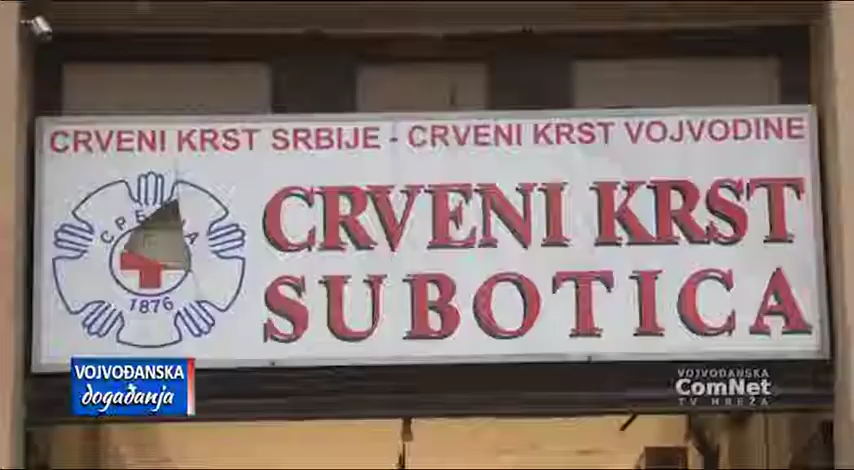 CRVENI KRST SRBIJE - CRVENI KRST VOJVODINE
CRVENI KRST
SUBOTICA
1876
VOJVOĐANSKA
događanja
VOJVOĐANSKA
ComNet
TV MREŽA